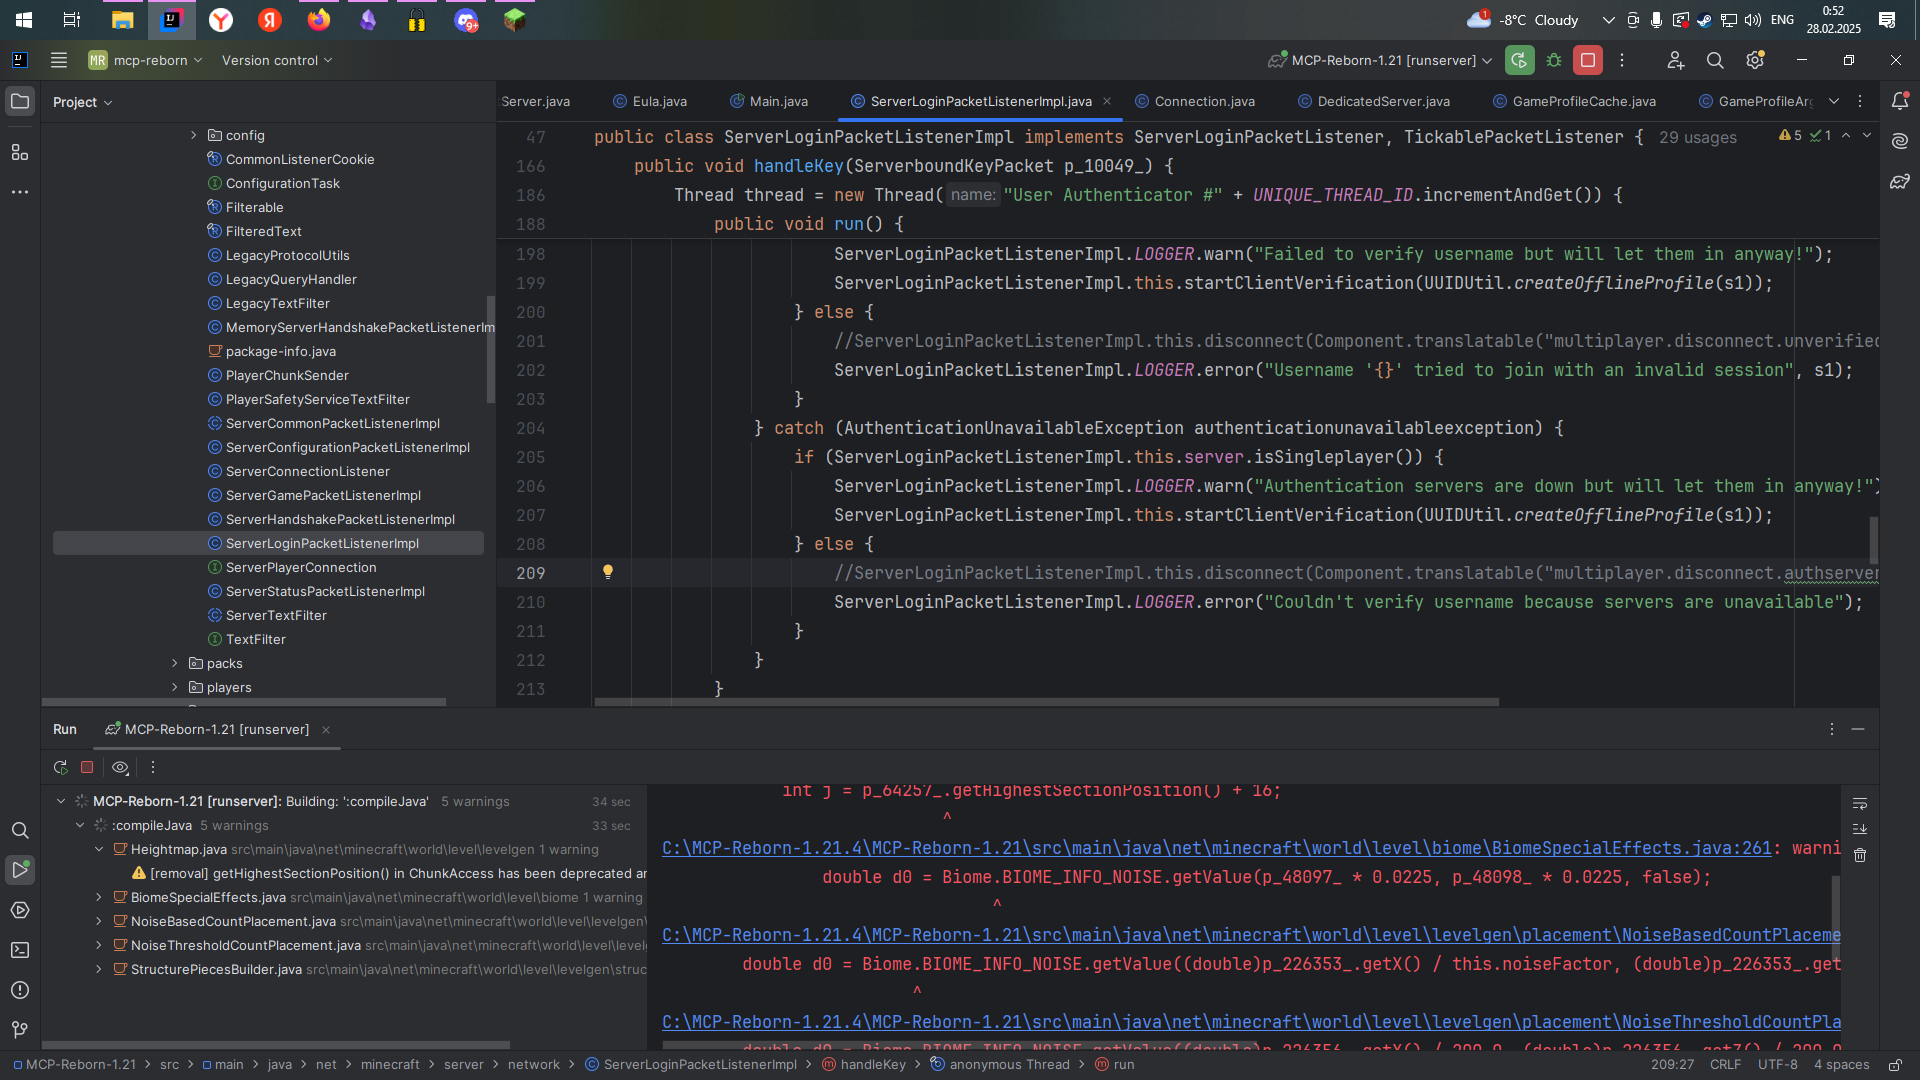 -8°C Cloudy
ENG
0:52
28.02.2025
MR mcp-reborn
Version control
MCP-Reborn-1.21 [runserver]
Project
Server.java
Eula.java
Main.java
ServerLoginPacketListenerImpl.java
Connection.java
DedicatedServer.java
GameProfileCache.java
GameProfileArg
config
CommonListenerCookie
ConfigurationTask
Filterable
FilteredText
LegacyProtocolUtils
LegacyQueryHandler
LegacyTextFilter
MemoryServerHandshakePacketListenerIm
package-info.java
PlayerChunkSender
PlayerSafetyServiceTextFilter
ServerCommonPacketListenerImpl
ServerConfigurationPacketListenerImpl
ServerConnectionListener
ServerGamePacketListenerImpl
ServerHandshakePacketListenerImpl
ServerLoginPacketListenerImpl
ServerPlayerConnection
ServerStatusPacketListenerImpl
ServerTextFilter
TextFilter
packs
players
47 public class ServerLoginPacketListenerImpl implements ServerLoginPacketListener, TickablePacketListener { 29 usages
5 1
166 public void handleKey(ServerboundKeyPacket p_10049_) {
186 Thread thread = new Thread( name: "User Authenticator #" + UNIQUE_THREAD_ID.incrementAndGet()) {
188 public void run() {
198 ServerLoginPacketListenerImpl.LOGGER.warn("Failed to verify username but will let them in anyway!");
199 ServerLoginPacketListenerImpl.this.startClientVerification(UUIDUtil.createOfflineProfile(s1));
200 } else {
201 //ServerLoginPacketListenerImpl.this.disconnect(Component.translatable("multiplayer.disconnect.unverified
202 ServerLoginPacketListenerImpl.LOGGER.error("Username '{}' tried to join with an invalid session", s1);
203 }
204 } catch (AuthenticationUnavailableException authenticationunavailableexception) {
205 if (ServerLoginPacketListenerImpl.this.server.isSingleplayer()) {
206 ServerLoginPacketListenerImpl.LOGGER.warn("Authentication servers are down but will let them in anyway!")
207 ServerLoginPacketListenerImpl.this.startClientVerification(UUIDUtil.createOfflineProfile(s1));
208 } else {
209 //ServerLoginPacketListenerImpl.this.disconnect(Component.translatable("multiplayer.disconnect.authserver
210 ServerLoginPacketListenerImpl.LOGGER.error("Couldn't verify username because servers are unavailable");
211 }
212 }
213 }
Run
MCP-Reborn-1.21 [runserver]
MCP-Reborn-1.21 [runserver]: Building: ':compileJava' 5 warnings 34 sec
:compileJava 5 warnings 33 sec
Heightmap.java src\main\java\net\minecraft\world\level\levelgen 1 warning
[removal] getHighestSectionPosition() in ChunkAccess has been deprecated ar
BiomeSpecialEffects.java src\main\java\net\minecraft\world\level\biome 1 warning
NoiseBasedCountPlacement.java src\main\java\net\minecraft\world\level\levelgen\
NoiseThresholdCountPlacement.java src\main\java\net\minecraft\world\level\level
StructurePiecesBuilder.java src\main\java\net\minecraft\world\level\levelgen\struc
int j = p_64257_.getHighestSectionPosition() + 16;
^
C:\MCP-Reborn-1.21.4\MCP-Reborn-1.21\src\main\java\net\minecraft\world\level\biome\BiomeSpecialEffects.java:261: warni
double d0 = Biome.BIOME_INFO_NOISE.getValue(p_48097_ * 0.0225, p_48098_ * 0.0225, false);
^
C:\MCP-Reborn-1.21.4\MCP-Reborn-1.21\src\main\java\net\minecraft\world\level\levelgen\placement\NoiseBasedCountPlaceme
double d0 = Biome.BIOME_INFO_NOISE.getValue((double)p_226353_.getX() / this.noiseFactor, (double)p_226353_.get
^
C:\MCP-Reborn-1.21.4\MCP-Reborn-1.21\src\main\java\net\minecraft\world\level\levelgen\placement\NoiseThresholdCountPla
MCP-Reborn-1.21 > src > main > java > net > minecraft > server > network > ServerLoginPacketListenerImpl > handleKey > anonymous Thread > run
209:27 CRLF UTF-8 4 spaces